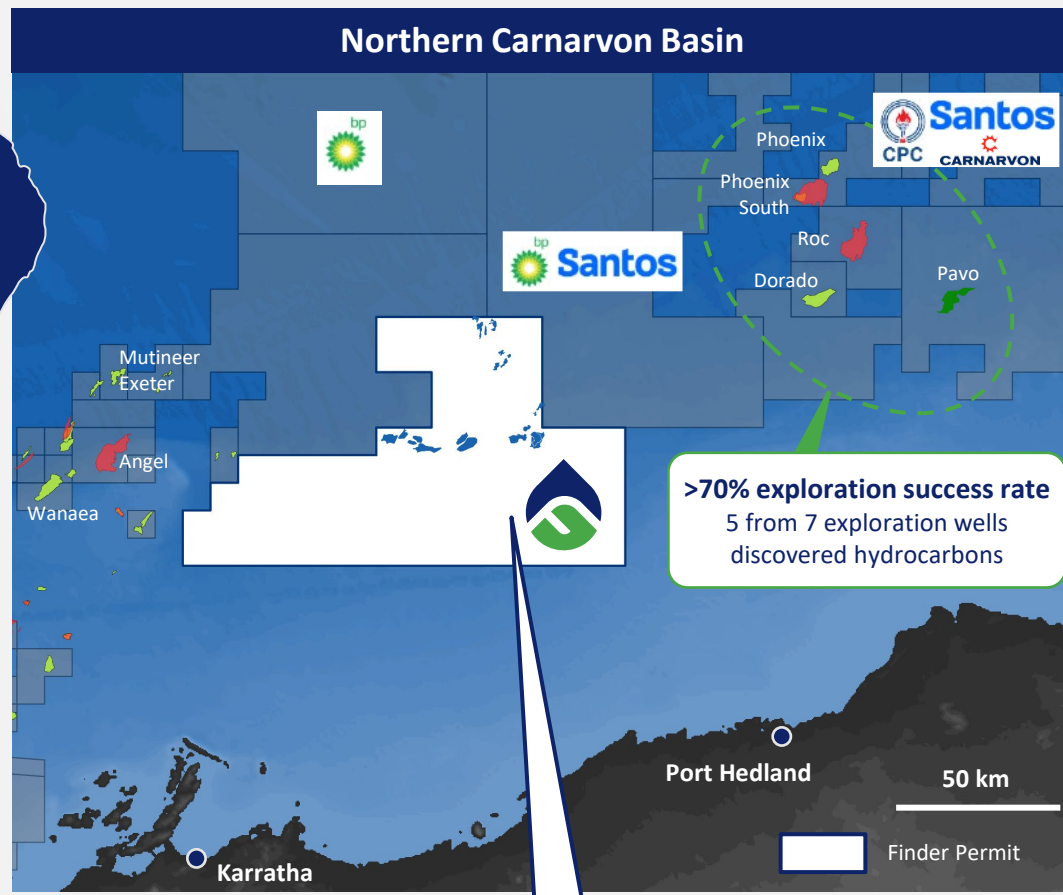 Northern Carnarvon Basin
bp
CPC
Santos
CARNARVON
Phoenix
Phoenix
South
Roc
Dorado
Pavo
bp
Santos
Mutineer
Exeter
Angel
Wanaea
>70% exploration success rate
5 from 7 exploration wells
discovered hydrocarbons
Port Hedland
50 km
Karratha
Finder Permit